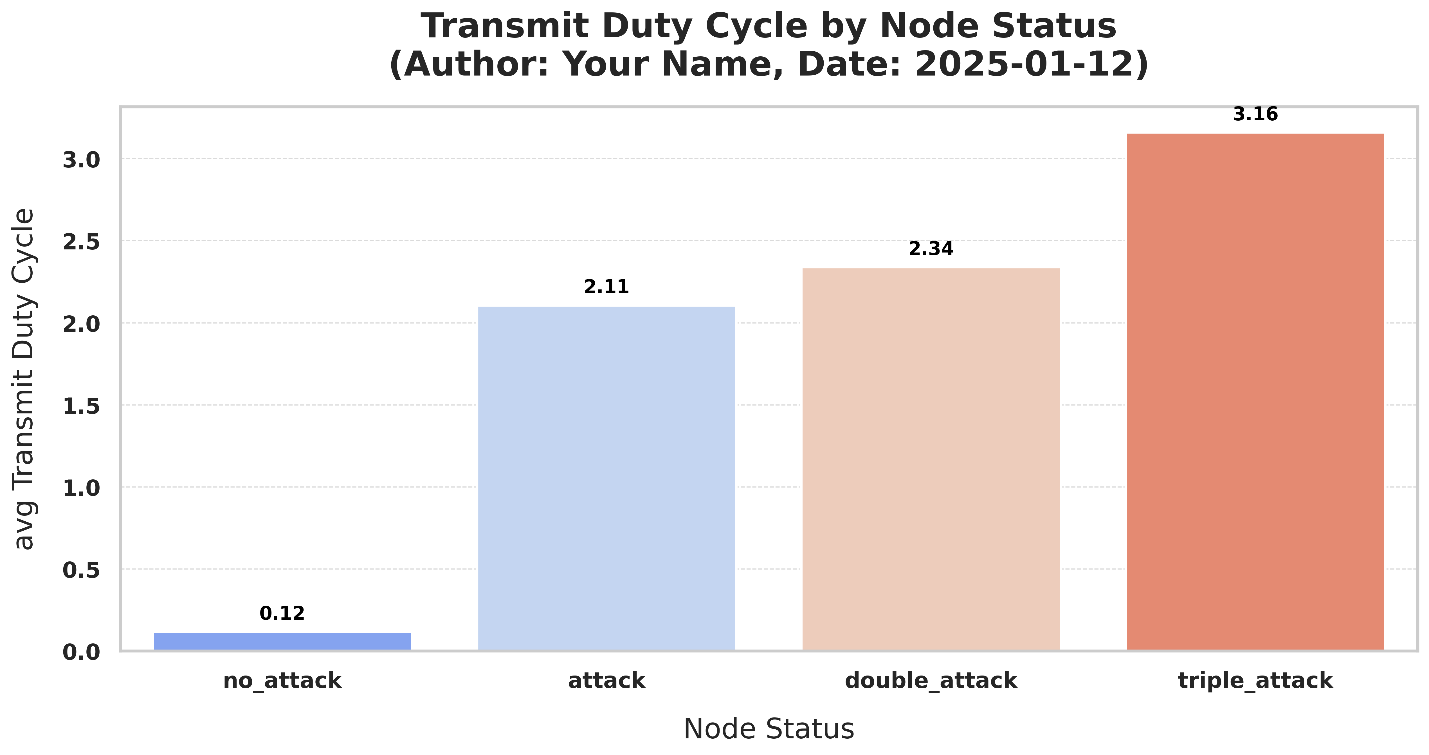 Transmit Duty Cycle by Node Status
(Author: Your Name, Date: 2025-01-12)
avg Transmit Duty Cycle
3.0
2.5
2.0
1.5
1.0
0.5
0.0
0.12
2.11
2.34
3.16
no_attack
attack
double_attack
triple_attack
Node Status